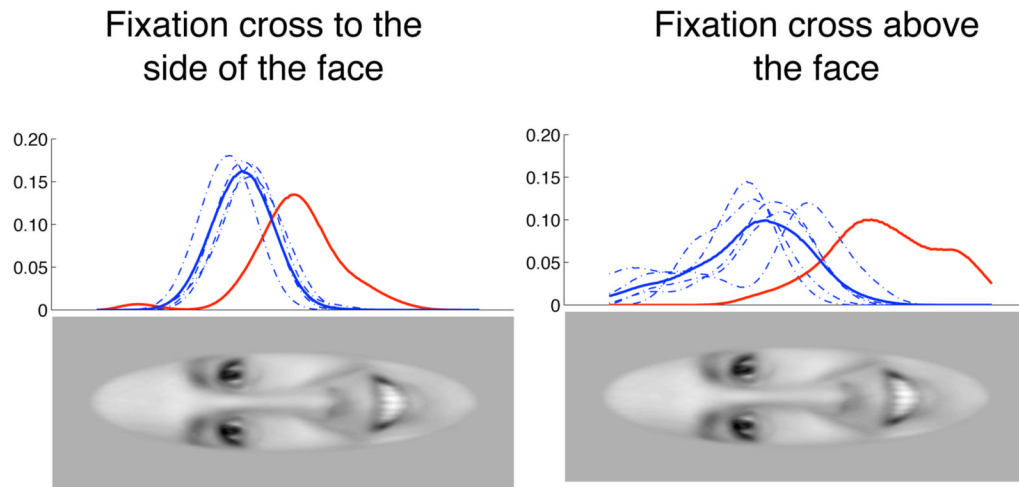 Fixation cross to the
side of the face
0.20
0.15
0.10
0.05
0
Fixation cross above
the face
0.20
0.15
0.10
0.05
0